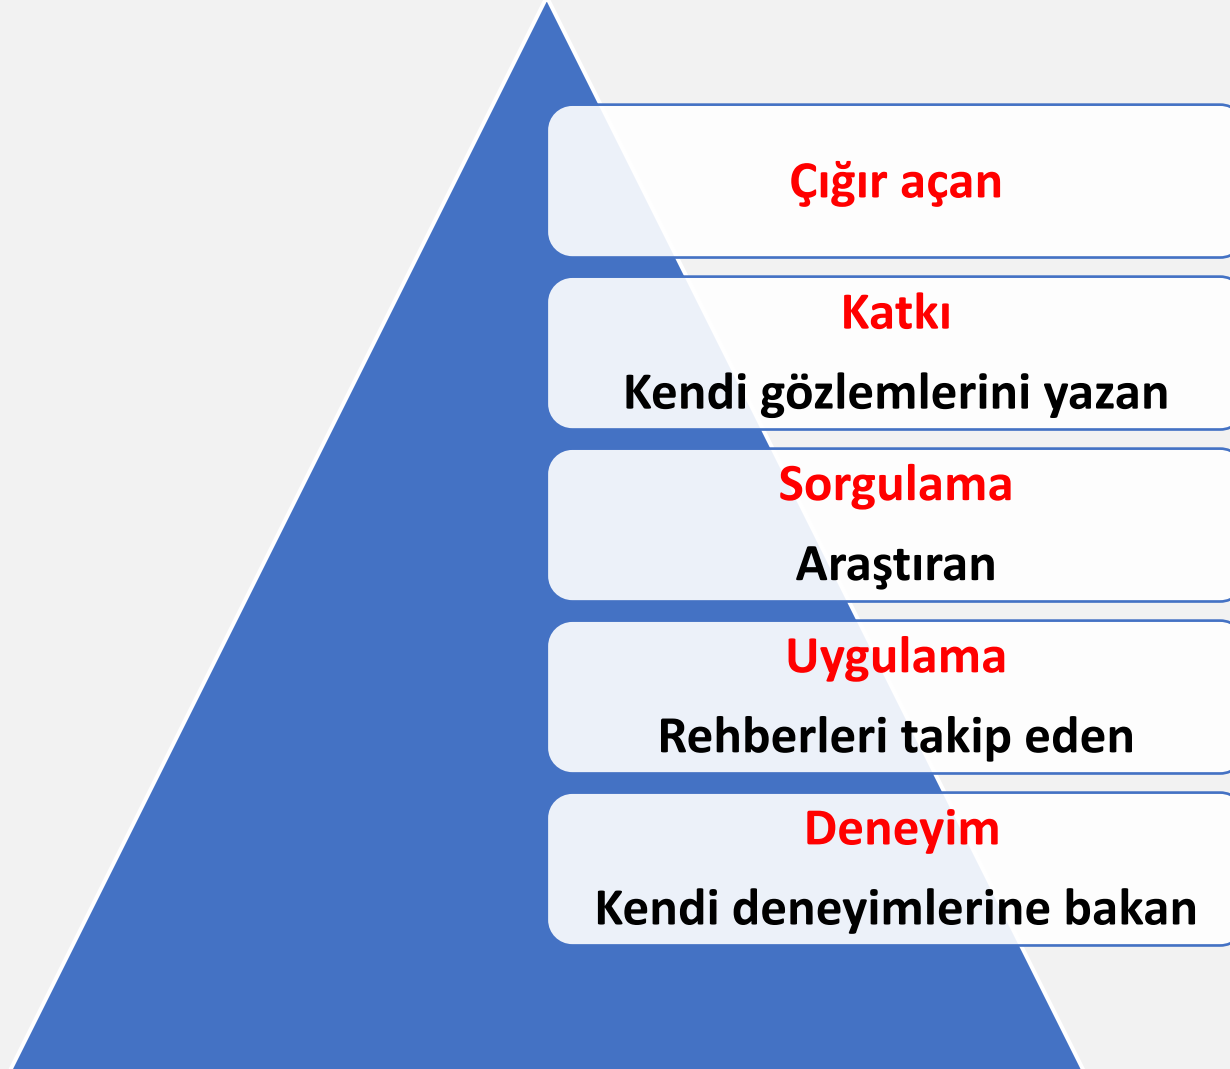 Çığır açan
Katkı
Kendi gözlemlerini yazan
Sorgulama
Araştıran
Uygulama
Rehberleri takip eden
Deneyim
Kendi deneyimlerine bakan